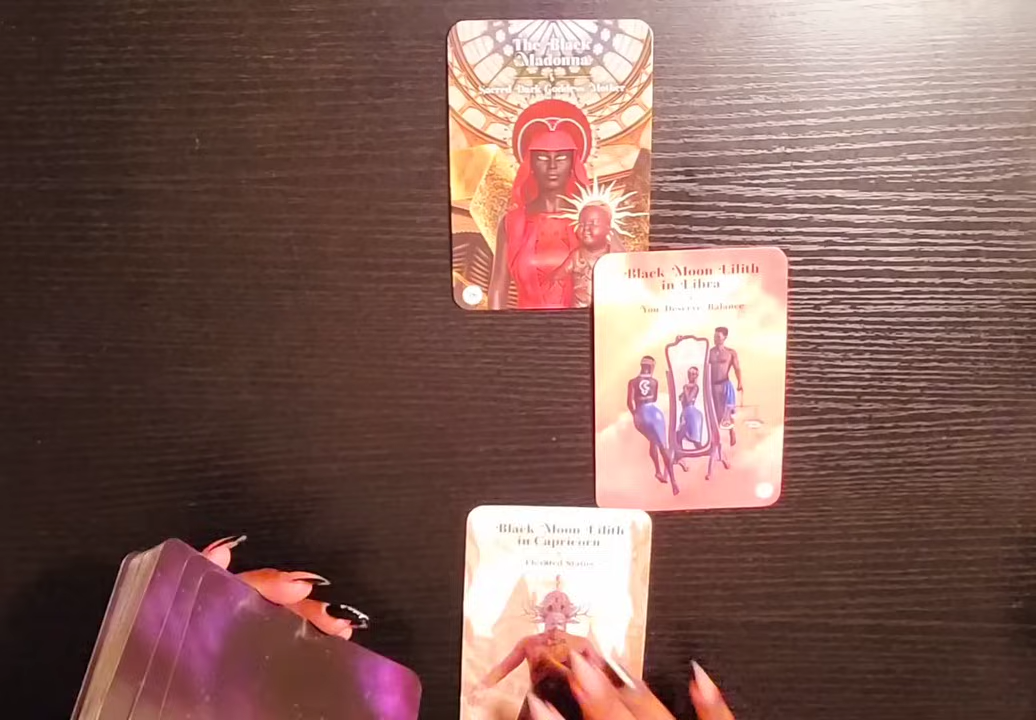 The Black
Madonna
Sacred Dark Goddess Mother
Black Moon Lilith
in Libra
You Deserve Balance
Black Moon Lilith
in Capricorn
Elevated Status